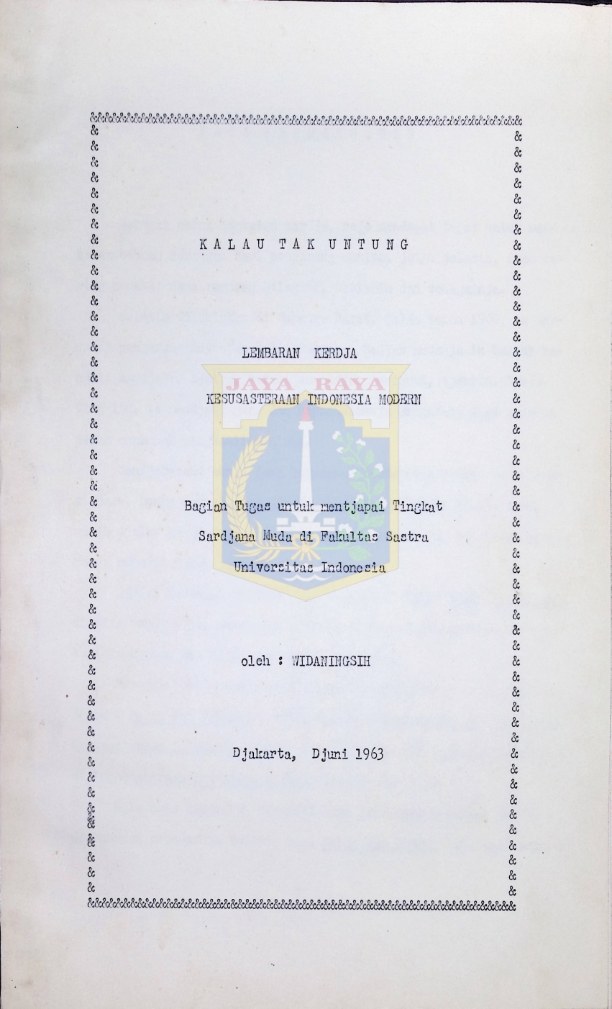 KALAU TAK UNTUNG
LEMBARAN KERDJA
JAYA RAYA
KESUSASTERAAN INDONESIA MODERN
Bagian Tugas untuk mentjapai Tingkat
Sardjana Muda di Fakultas Sastra
Universitas Indonesia
oleh : WIDANINGSIH
Djakarta, Djuni 1963